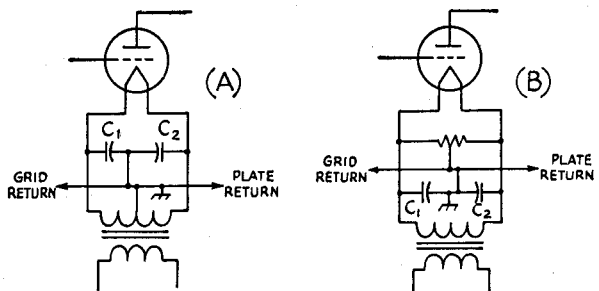 (A)
C1 C2
GRID RETURN
PLATE RETURN
(B)
GRID RETURN
PLATE RETURN
C1 C2